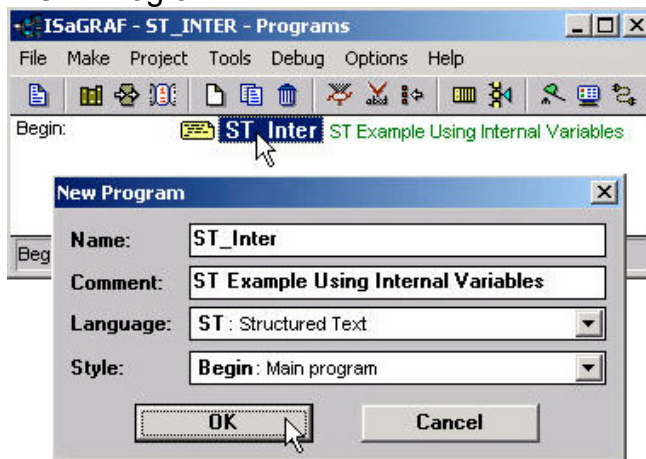 ISaGRAF - ST_INTER - Programs
File Make Project Tools Debug Options Help
Begin: ST_Inter ST Example Using Internal Variables
New Program
Beg
Name: ST_Inter
Comment: ST Example Using Internal Variables
Language: ST : Structured Text
Style: Begin : Main program
OK Cancel